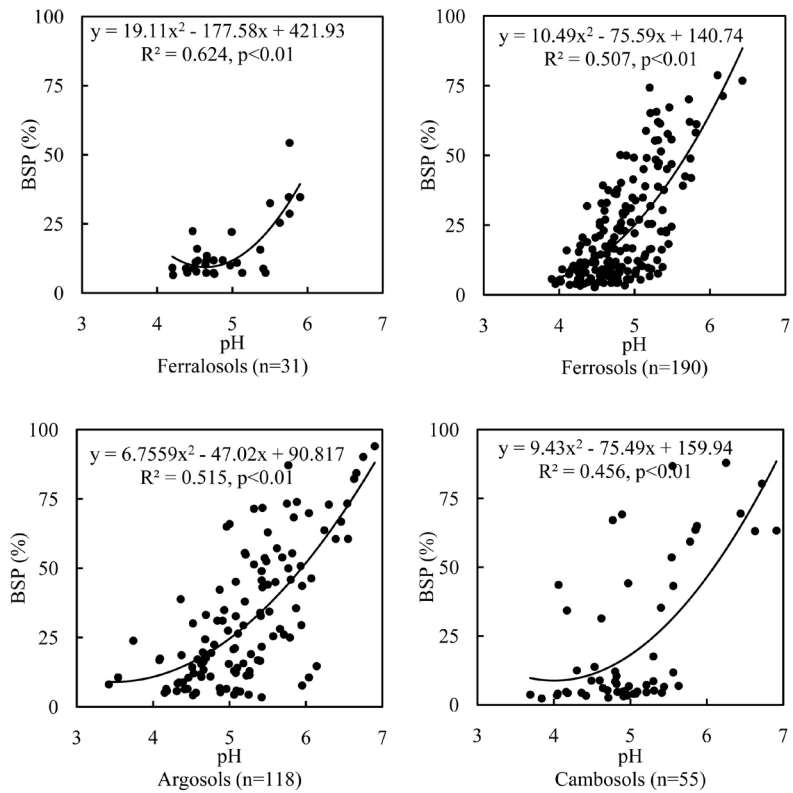 y = 19.11x² - 177.58x + 421.93
R² = 0.624, p<0.01
100
75
50
25
0
BSP (%)
3 4 5 6 7
pH
Ferralosols (n=31)
y = 10.49x² - 75.59x + 140.74
R² = 0.507, p<0.01
100
75
50
25
0
BSP (%)
3 4 5 6 7
pH
Ferrosols (n=190)
y = 6.7559x² - 47.02x + 90.817
R² = 0.515, p<0.01
100
75
50
25
0
BSP (%)
3 4 5 6 7
pH
Argosols (n=118)
y = 9.43x² - 75.49x + 159.94
R² = 0.456, p<0.01
100
75
50
25
0
BSP (%)
3 4 5 6 7
pH
Cambosols (n=55)